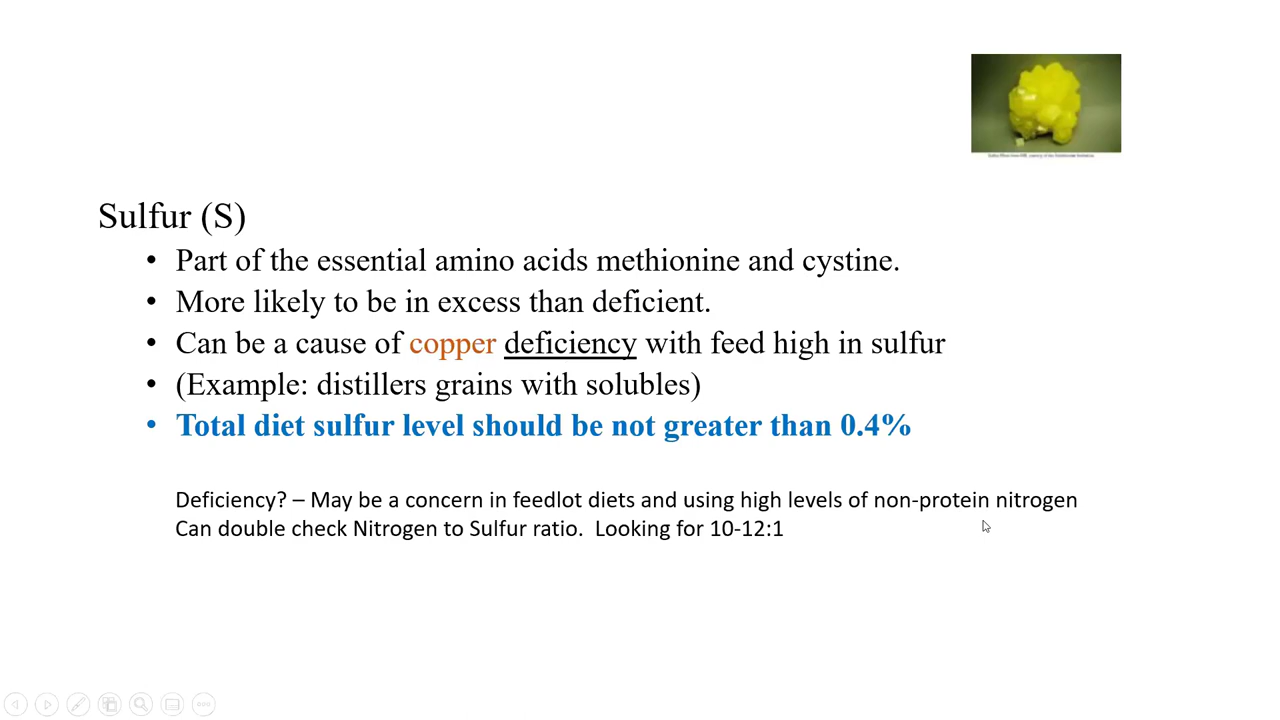 Sulfur (S)
• Part of the essential amino acids methionine and cystine.
• More likely to be in excess than deficient.
• Can be a cause of copper deficiency with feed high in sulfur
• (Example: distillers grains with solubles)
• Total diet sulfur level should be not greater than 0.4%
Deficiency? – May be a concern in feedlot diets and using high levels of non-protein nitrogen
Can double check Nitrogen to Sulfur ratio.  Looking for 10-12:1